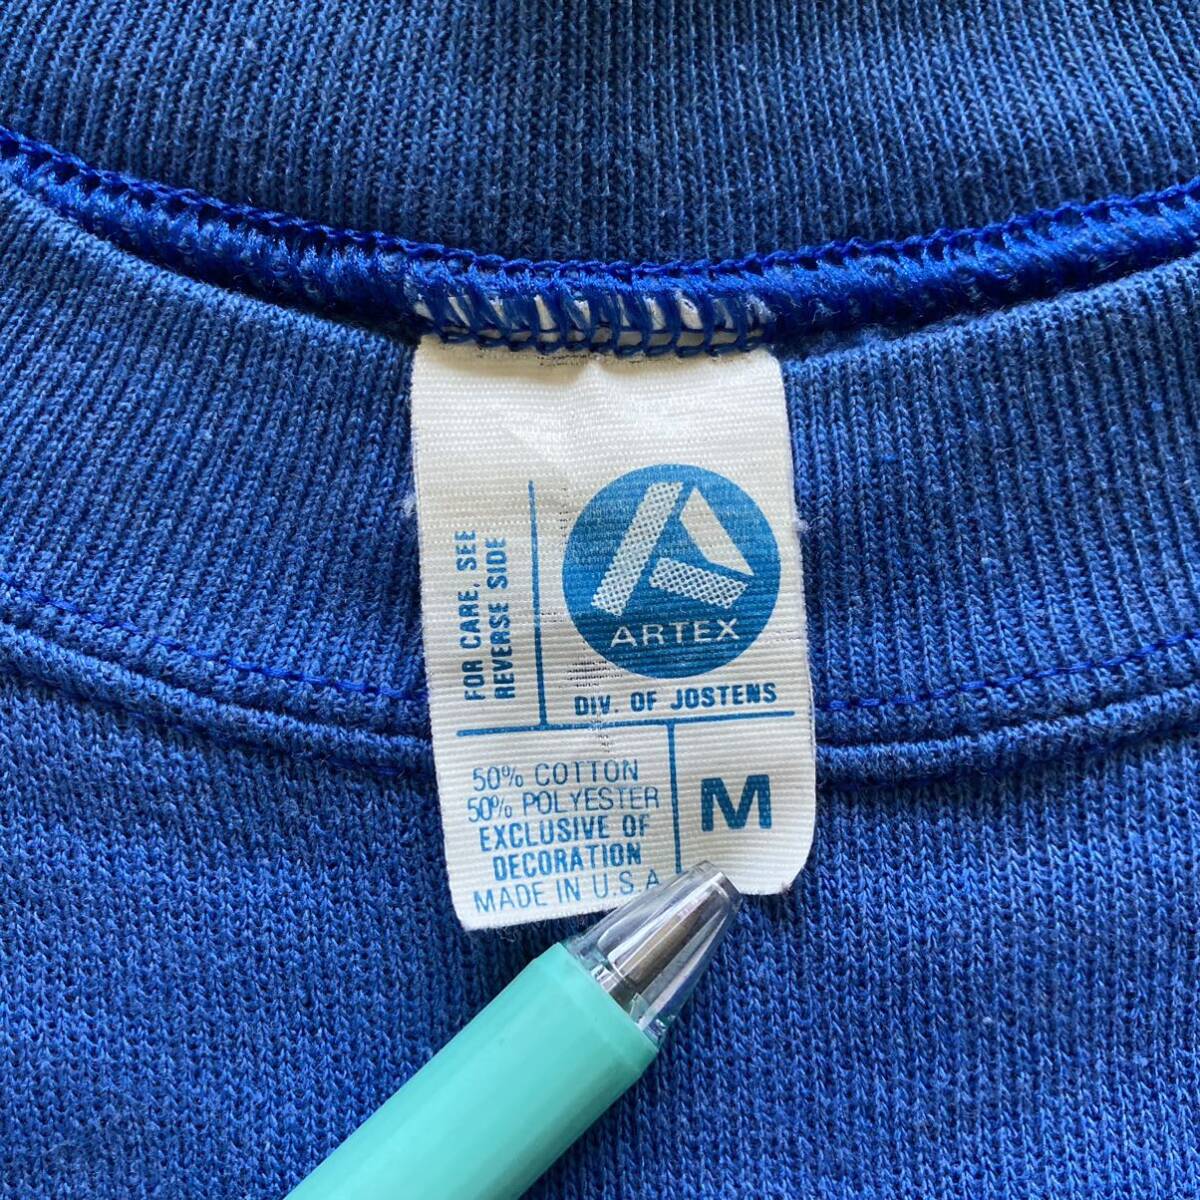 FOR CARE, SEE
REVERSE SIDE
ARTEX
DIV. OF JOSTENS
50% COTTON
50% POLYESTER
EXCLUSIVE OF
DECORATION
MADE IN U.S.A
M